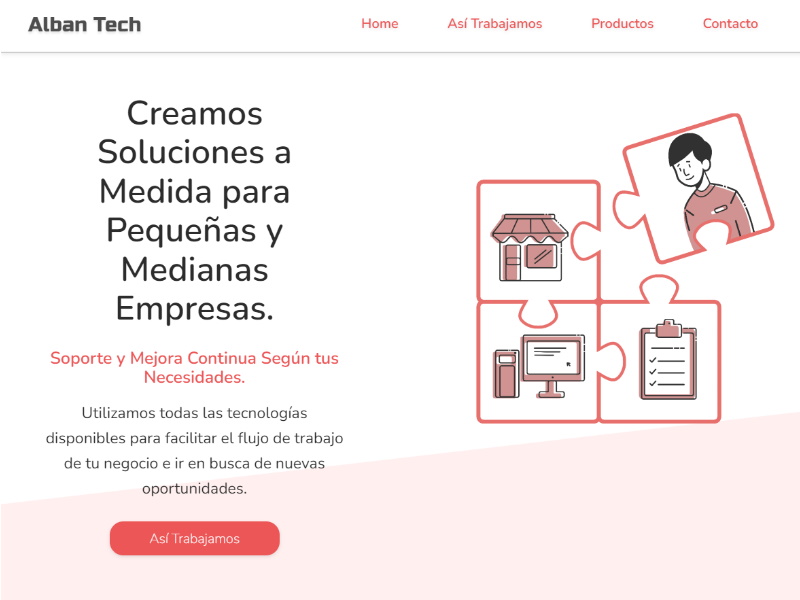 Alban Tech
Home
Así Trabajamos
Productos
Contacto
Creamos
Soluciones a
Medida para
Pequeñas y
Medianas
Empresas.
Soporte y Mejora Continua Según tus
Necesidades.
Utilizamos todas las tecnologías
disponibles para facilitar el flujo de trabajo
de tu negocio e ir en busca de nuevas
oportunidades.
Así Trabajamos